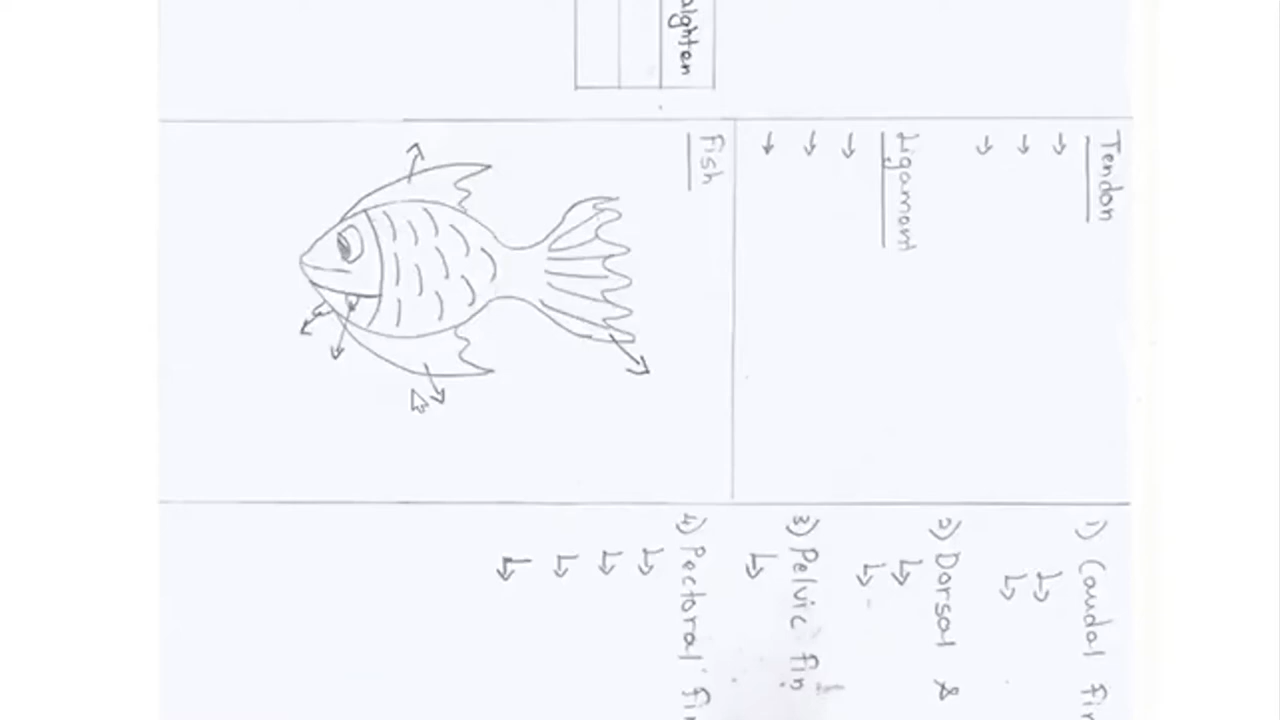 Tendon
Ligament
Fish
1) Caudal fin
2) Dorsal &
3) Pelvic fin
4) Pectoral fin